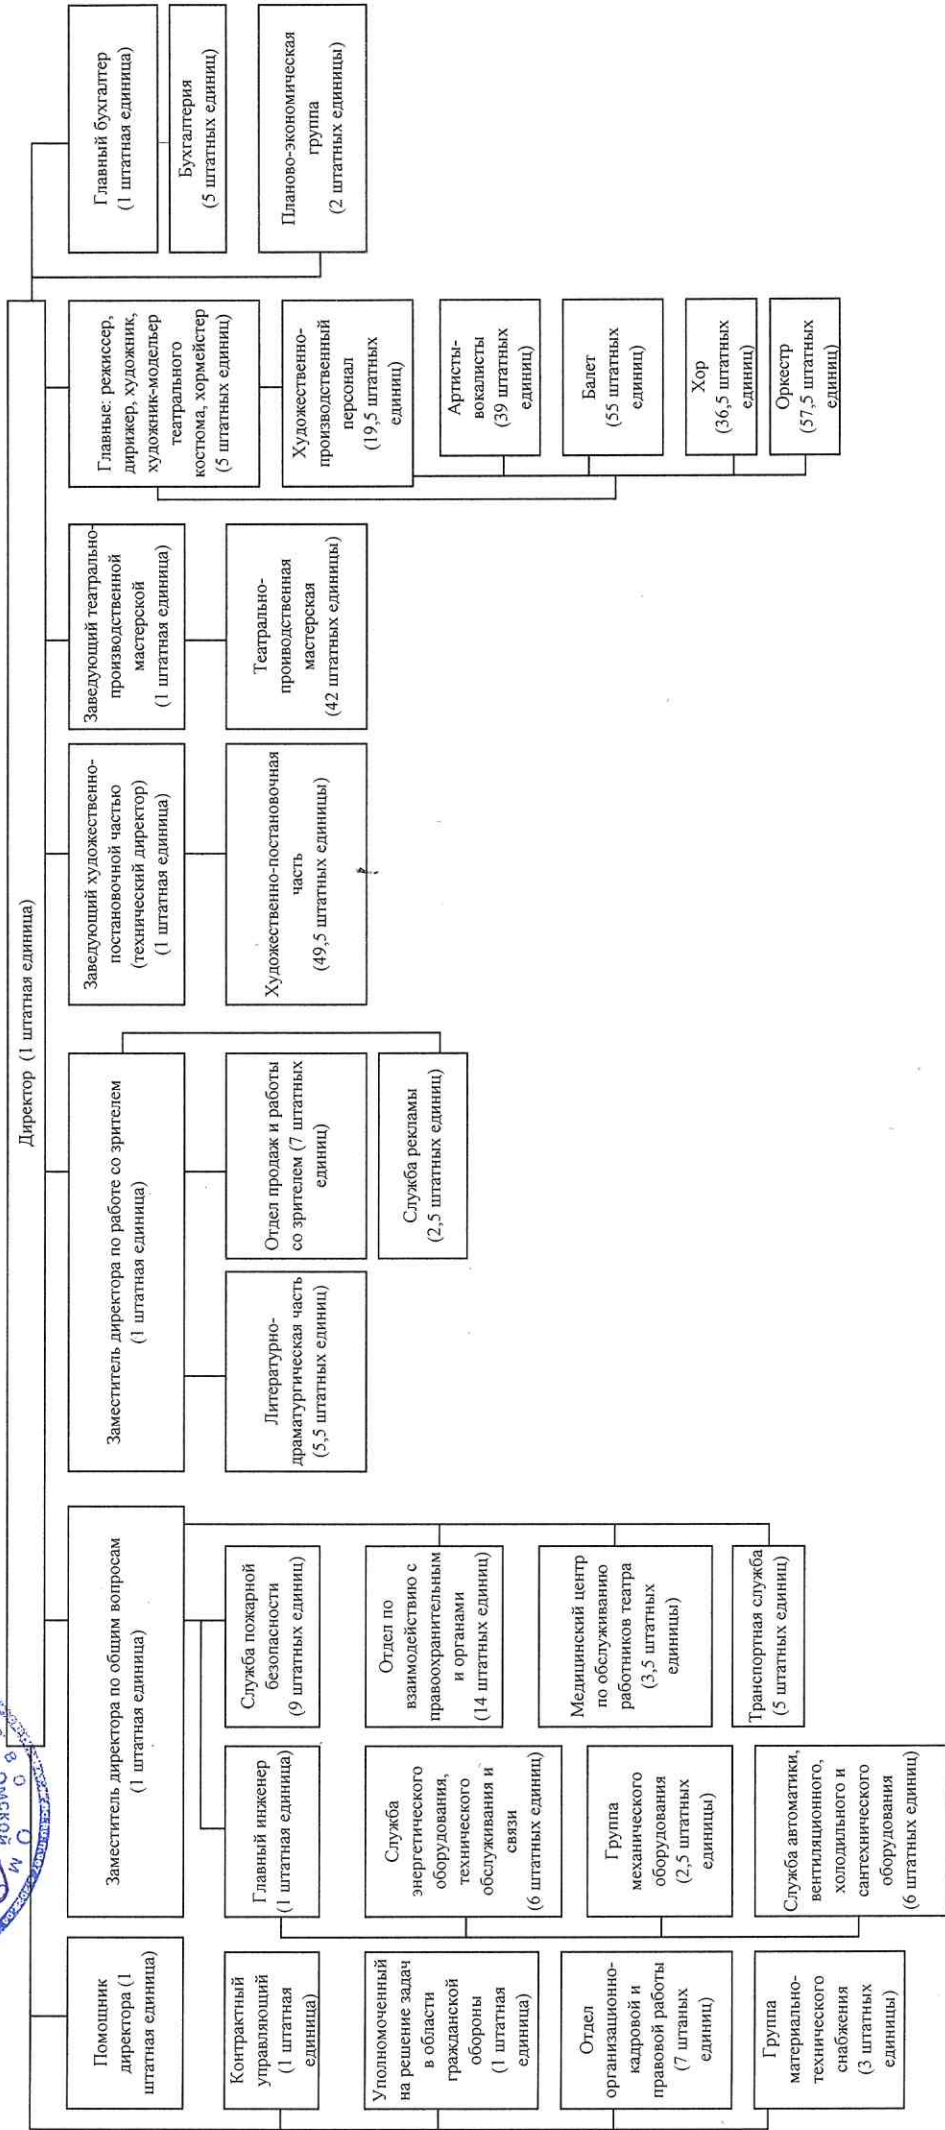 Директор (1 штатная единица)
Помощник
директора (1
штатная единица)
Контрактный
управляющий
(1 штатная
единица)
Уполномоченный
на решение задач
в области
гражданской
обороны
(1 штатная
единица)
Отдел
организационно-
кадровой и
правовой работы
(7 штаных
единиц)
Группа
материально-
технического
снабжения
(3 штатных
единицы)
Заместитель директора по общим вопросам
(1 штатная единица)
Главный инженер
(1 штатная единица)
Служба
энергетического
оборудования,
технического
обслуживания и
связи
(6 штатных единиц)
Группа
механического
оборудования
(2,5 штатных
единицы)
Служба автоматики,
вентиляционного,
холодильного и
сантехнического
оборудования
(6 штатных единиц)
Служба пожарной
безопасности
(9 штатных единиц)
Отдел по
взаимодействию с
правоохранительным
и органами
(14 штатных единиц)
Медицинский центр
по обслуживанию
работников театра
(3,5 штатных
единицы)
Транспортная служба
(5 штатных единиц)
Заместитель директора по работе со зрителем
(1 штатная единица)
Литературно-
драматургическая часть
(5,5 штатных единиц)
Отдел продаж и работы
со зрителем (7 штатных
единиц)
Служба рекламы
(2,5 штатных единиц)
Заведующий художественно-
постановочной частью
(технический директор)
(1 штатная единица)
Художественно-постановочная
часть
(49,5 штатных единицы)
Заведующий театрально-
производственной
мастерской
(1 штатная единица)
Театрально-
проиводственная
мастерская
(42 штатных единицы)
Главные: режиссер,
дирижер, художник,
художник-модельер
театрального
костюма, хормейстер
(5 штатных единиц)
Художественно-
производственный
персонал
(19,5 штатных
единиц)
Артисты-
вокалисты
(39 штатных
единиц)
Балет
(55 штатных
единиц)
Хор
(36,5 штатных
единиц)
Оркестр
(57,5 штатных
единиц)
Главный бухгалтер
(1 штатная единица)
Бухгалтерия
(5 штатных единиц)
Планово-экономическая
группа
(2 штатных единицы)